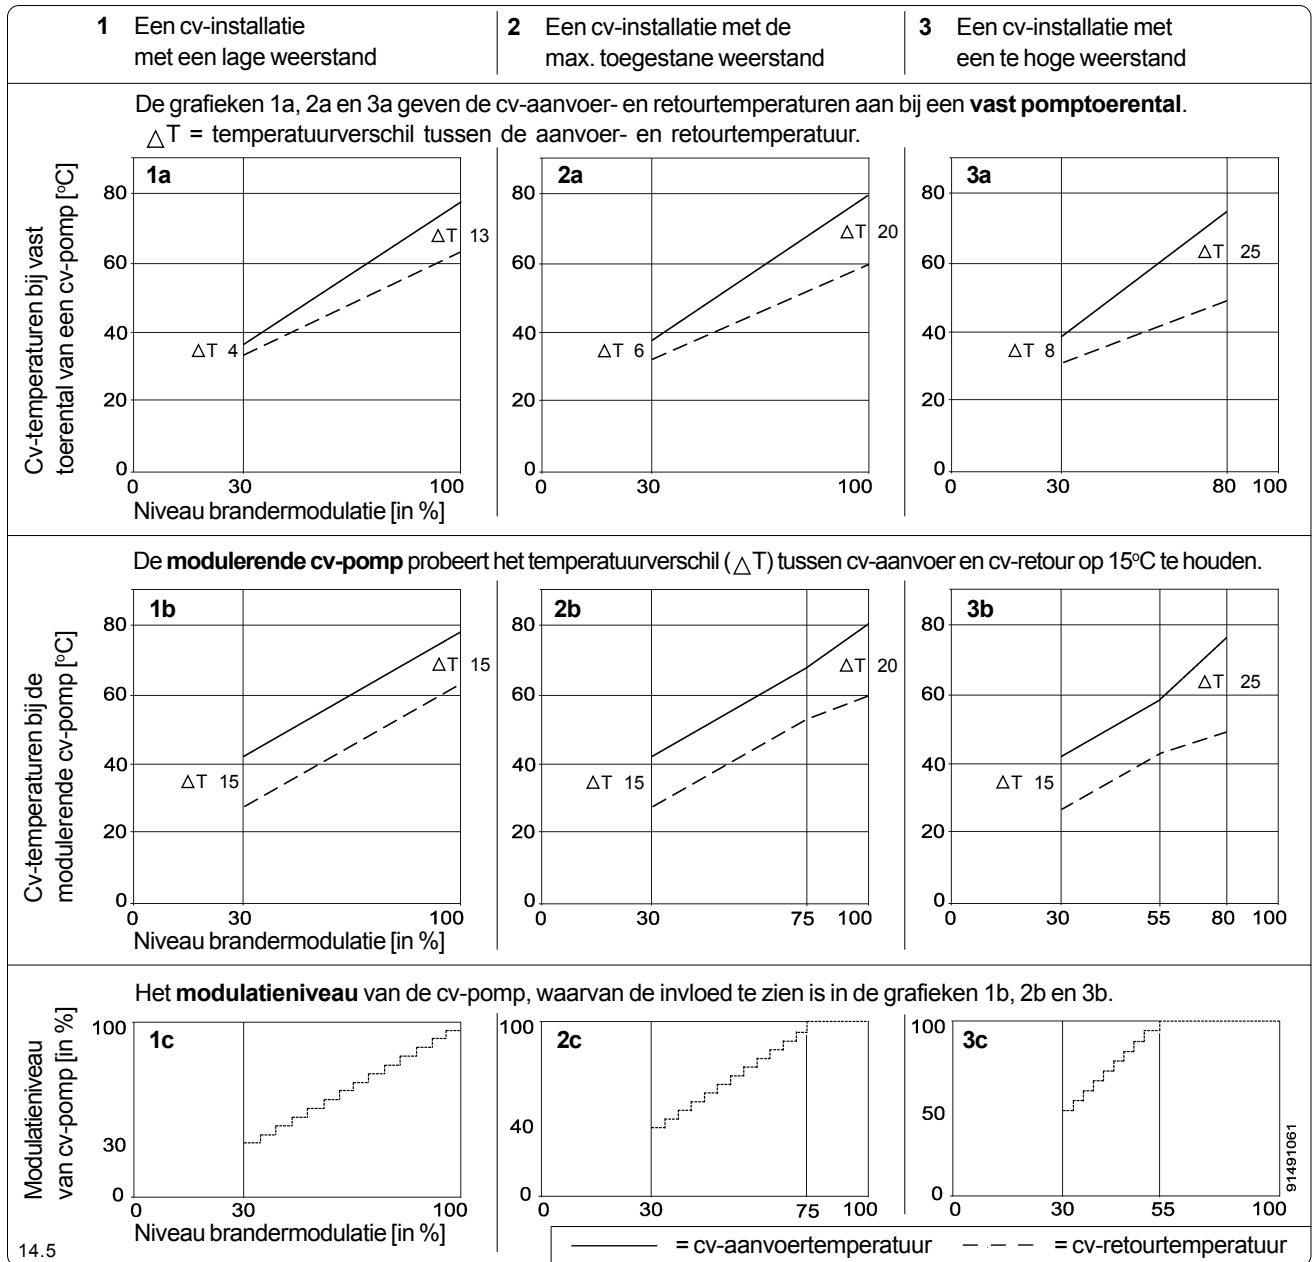 1 Een cv-installatie
met een lage weerstand
2 Een cv-installatie met de
max. toegestane weerstand
3 Een cv-installatie met
een te hoge weerstand
De grafieken 1a, 2a en 3a geven de cv-aanvoer- en retourtemperaturen aan bij een vast pomptoerental.
△T = temperatuurverschil tussen de aanvoer- en retourtemperatuur.
Cv-temperaturen bij vast
toerental van een cv-pomp [°C]
1a
80
60
40
20
0
△T 13
△T 4
0 30 100
Niveau brandermodulatie [in %]
2a
80
60
40
20
0
△T 20
△T 6
0 30 100
3a
80
60
40
20
0
△T 25
△T 8
0 30 80 100
De modulerende cv-pomp probeert het temperatuurverschil (△T) tussen cv-aanvoer en cv-retour op 15°C te houden.
Cv-temperaturen bij de
modulerende cv-pomp [°C]
1b
80
60
40
20
0
△T 15
△T 15
0 30 100
Niveau brandermodulatie [in %]
2b
80
60
40
20
0
△T 20
△T 15
0 30 75 100
3b
80
60
40
20
0
△T 25
△T 15
0 30 55 80 100
Het modulatieniveau van de cv-pomp, waarvan de invloed te zien is in de grafieken 1b, 2b en 3b.
Modulatieniveau
van cv-pomp [in %]
1c
100
30
0
0 30 100
Niveau brandermodulatie [in %]
2c
100
40
0
0 30 75 100
3c
100
50
0
0 30 55 100
91491061
14.5
= cv-aanvoertemperatuur
= cv-retourtemperatuur